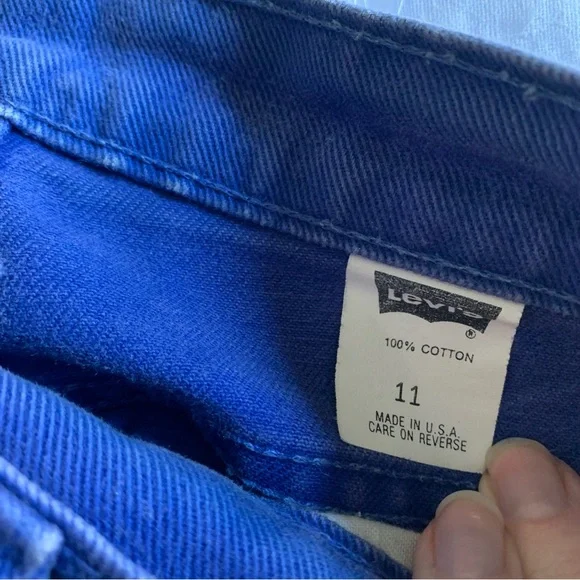 Levi's
®
100% COTTON
11
MADE IN U.S.A.
CARE ON REVERSE